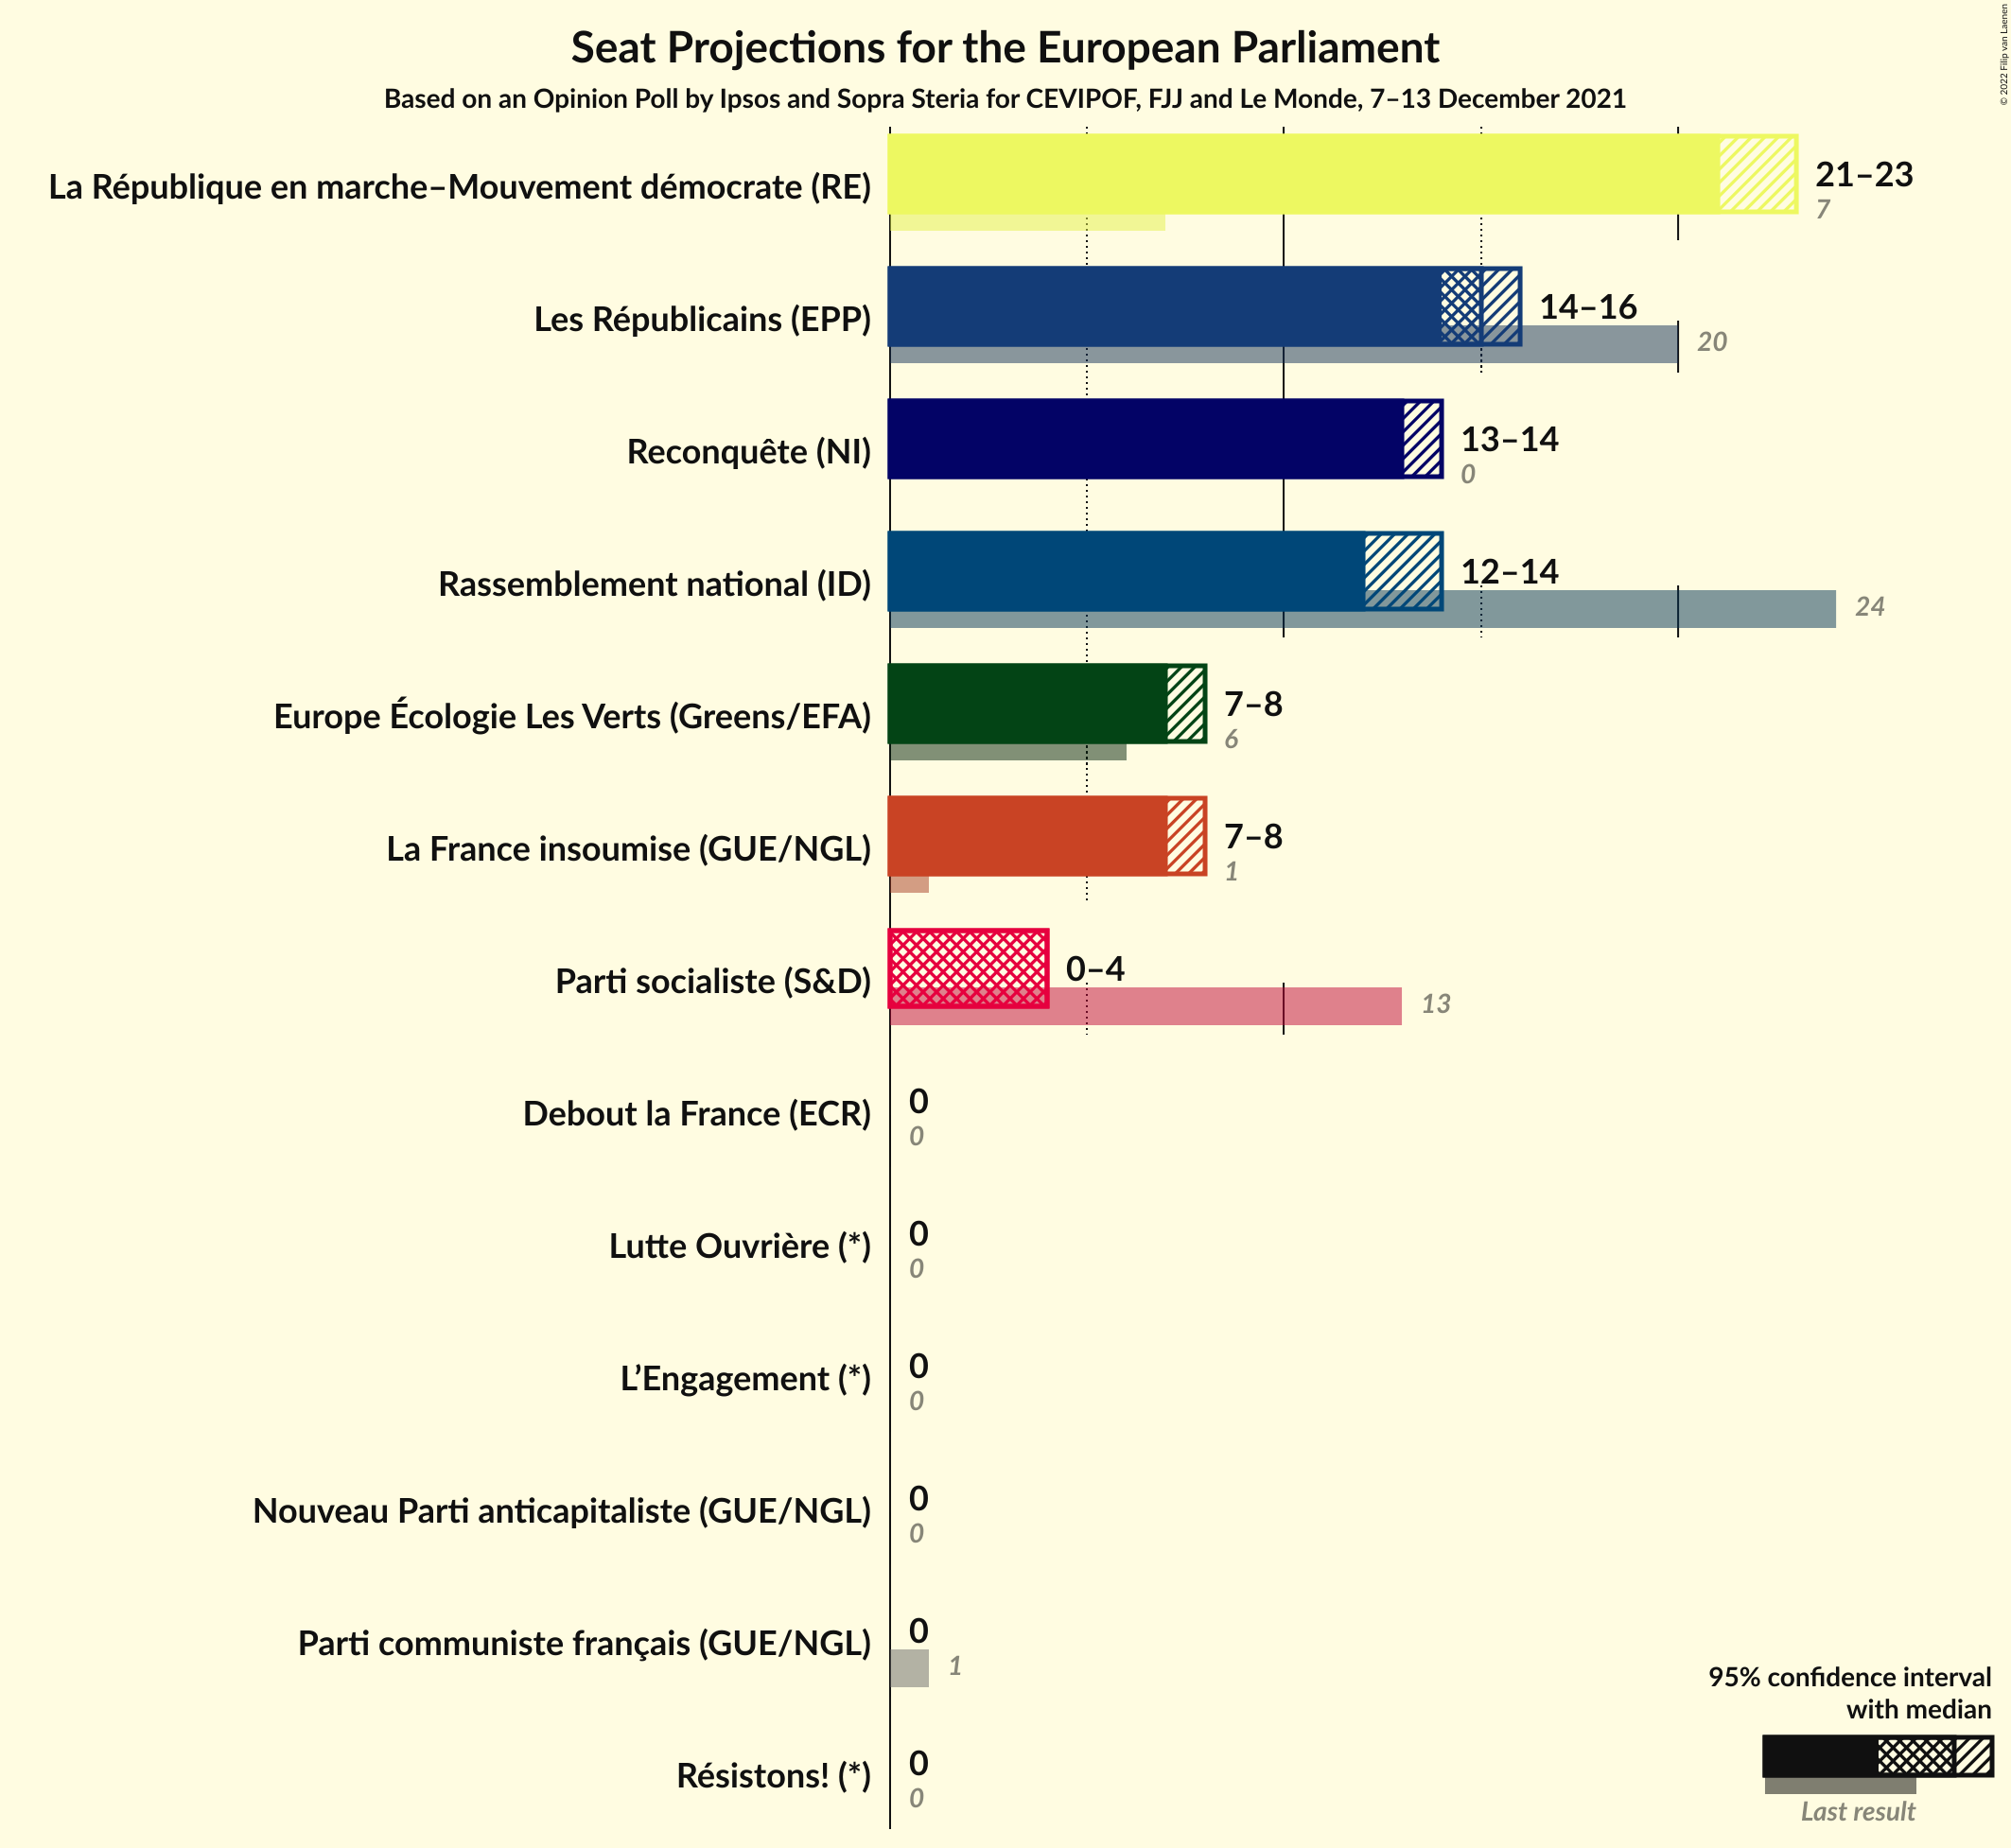 Seat Projections for the European Parliament
Based on an Opinion Poll by Ipsos and Sopra Steria for CEVIPOF, FJJ and Le Monde, 7–13 December 2021
© 2022 Filip van Laenen
La République en marche–Mouvement démocrate (RE)
21–23
7
Les Républicains (EPP)
14–16
20
Reconquête (NI)
13–14
0
Rassemblement national (ID)
12–14
24
Europe Écologie Les Verts (Greens/EFA)
7–8
6
La France insoumise (GUE/NGL)
7–8
1
Parti socialiste (S&D)
0–4
13
Debout la France (ECR)
0
0
Lutte Ouvrière (*)
0
0
L’Engagement (*)
0
0
Nouveau Parti anticapitaliste (GUE/NGL)
0
0
Parti communiste français (GUE/NGL)
0
1
Résistons! (*)
0
0
95% confidence interval
with median
Last result